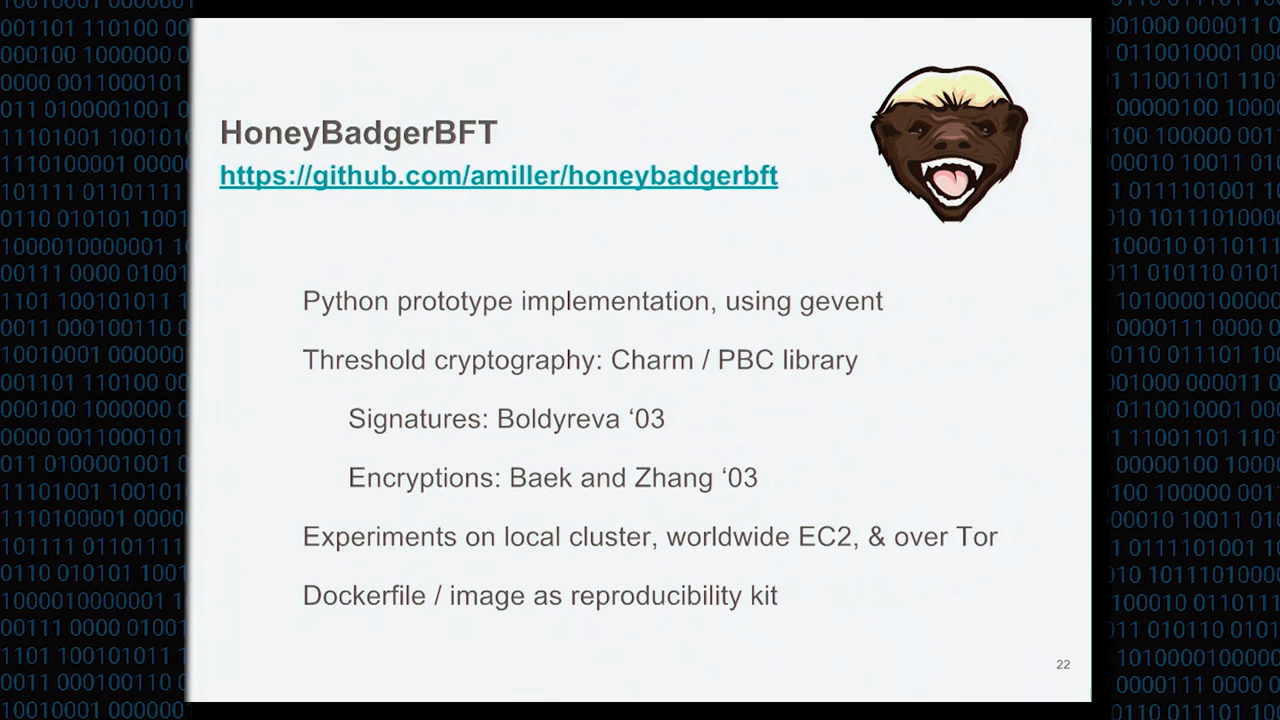 HoneyBadgerBFT
https://github.com/amiller/honeybadgerbft
Python prototype implementation, using gevent
Threshold cryptography: Charm / PBC library
Signatures: Boldyreva ‘03
Encryptions: Baek and Zhang ‘03
Experiments on local cluster, worldwide EC2, & over Tor
Dockerfile / image as reproducibility kit
22